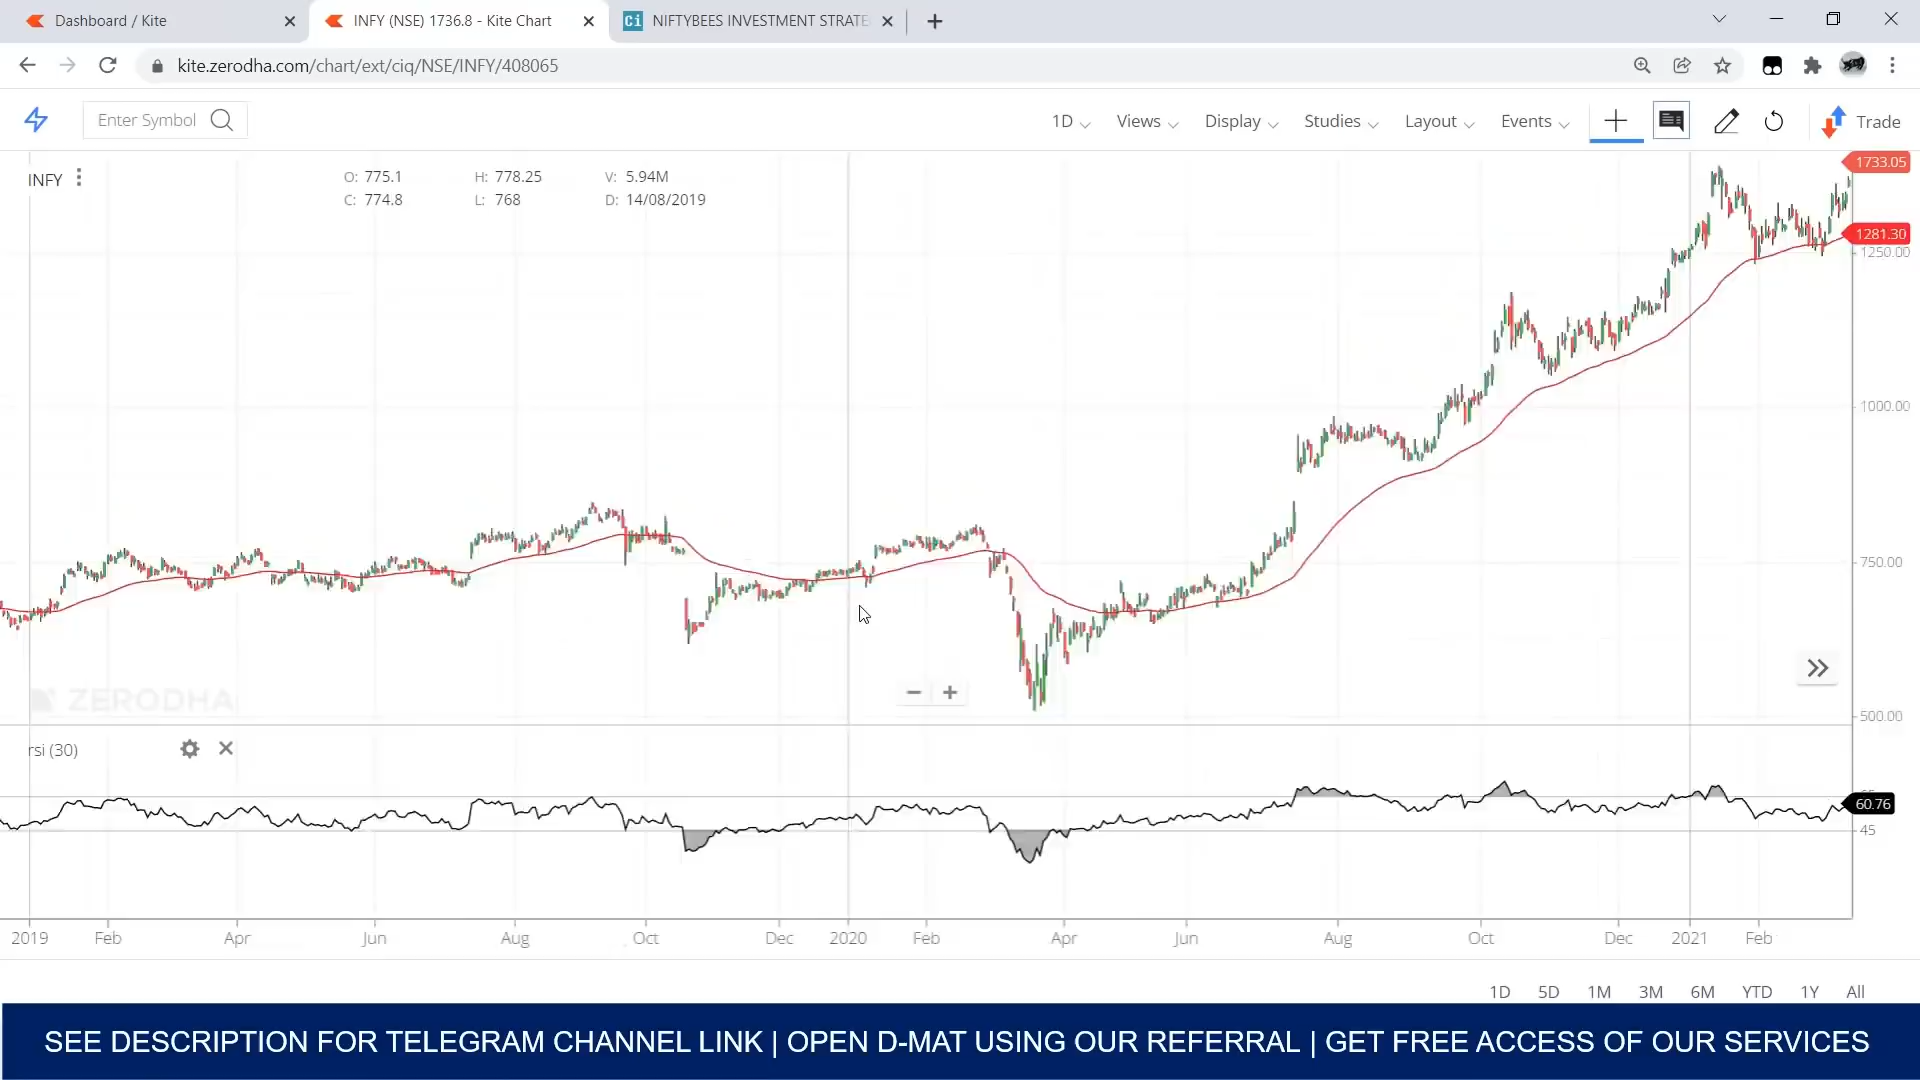 Dashboard / Kite
INFY (NSE) 1736.8 - Kite Chart
Ci NIFTYBEES INVESTMENT STRATE
kite.zerodha.com/chart/ext/ciq/NSE/INFY/408065
Enter Symbol
1D Views Display Studies Layout Events Trade
INFY
O: 775.1 H: 778.25 V: 5.94M
C: 774.8 L: 768 D: 14/08/2019
1733.05
1281.30
1250.00
1000.00
750.00
500.00
ZERODHA
rsi (30)
60.76
45
2019 Feb Apr Jun Aug Oct Dec 2020 Feb Apr Jun Aug Oct Dec 2021 Feb
1D 5D 1M 3M 6M YTD 1Y All
SEE DESCRIPTION FOR TELEGRAM CHANNEL LINK | OPEN D-MAT USING OUR REFERRAL | GET FREE ACCESS OF OUR SERVICES